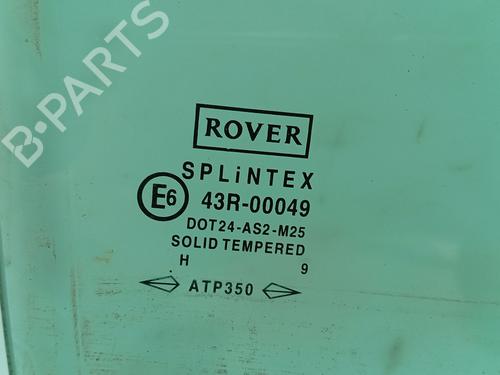 B-PARTS
ROVER
SPLiNTEX
E6 43R-00049
DOT24-AS2-M25
SOLID TEMPERED
H 9
ATP350